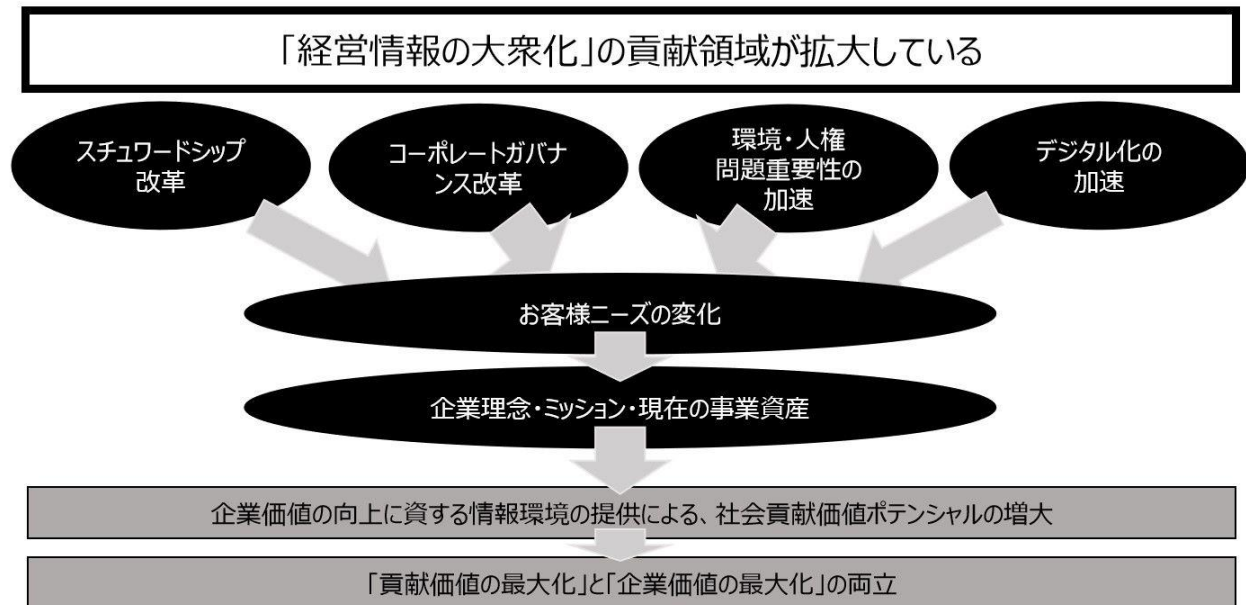 「経営情報の大衆化」の貢献領域が拡大している
スチュワードシップ
改革
コーポレートガバナ
ンス改革
環境・人権
問題重要性の
加速
デジタル化の
加速
お客様ニーズの変化
企業理念・ミッション・現在の事業資産
企業価値の向上に資する情報環境の提供による、社会貢献価値ポテンシャルの増大
「貢献価値の最大化」と「企業価値の最大化」の両立